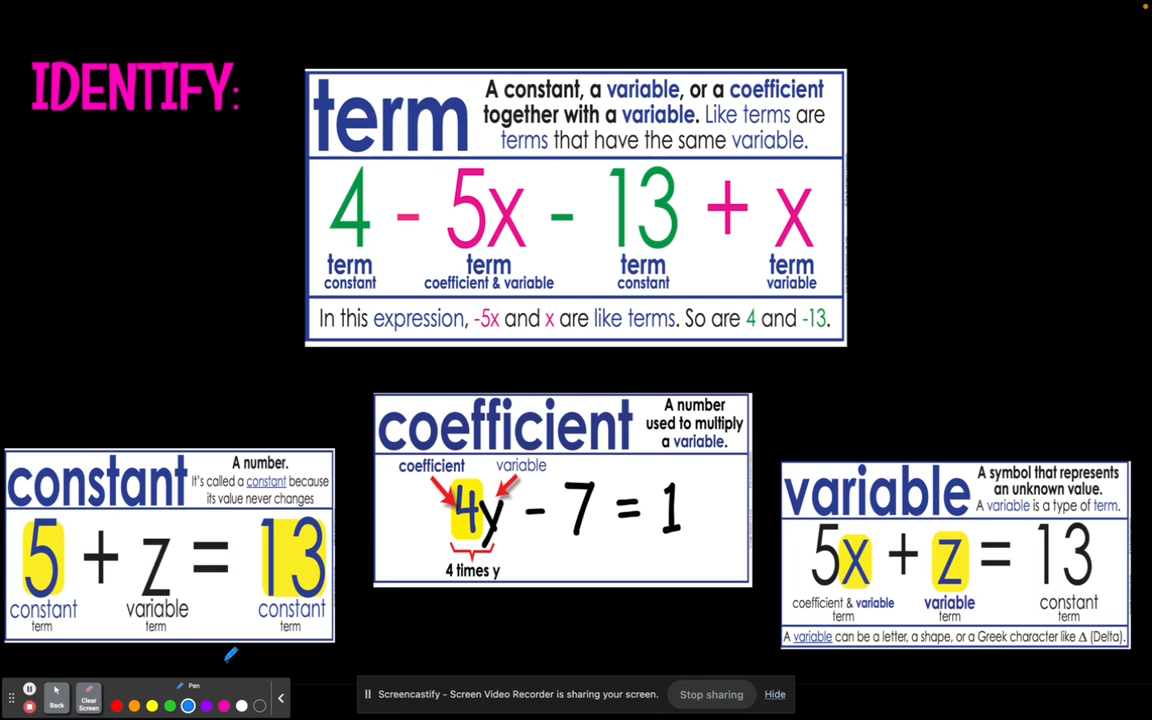 IDENTIFY:
term
A constant, a variable, or a coefficient
together with a variable. Like terms are
terms that have the same variable.
4 - 5x - 13 + x
term term term term
constant coefficient & variable constant variable
In this expression, -5x and x are like terms. So are 4 and -13.
constant
A number.
It's called a constant because
its value never changes
5 + z = 13
constant variable constant
term term term
coefficient
A number
used to multiply
a variable.
coefficient variable
4y - 7 = 1
4 times y
variable
A symbol that represents
an unknown value.
A variable is a type of term.
5x + z = 13
coefficient & variable variable constant
term term term
A variable can be a letter, a shape, or a Greek character like Δ (Delta).
Back
Clear
Screen
Pen
Screencastify - Screen Video Recorder is sharing your screen.
Stop sharing
Hide